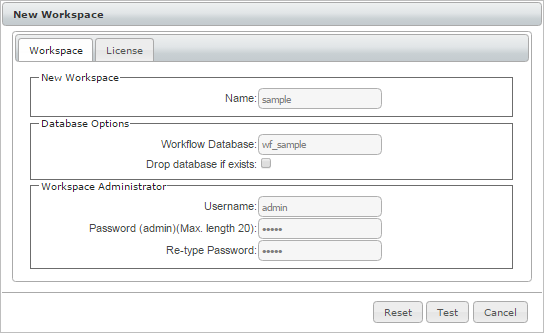 New Workspace
Workspace License
New Workspace
Name: sample
Database Options
Workflow Database: wf_sample
Drop database if exists:
Workspace Administrator
Username: admin
Password (admin)(Max. length 20): •••••
Re-type Password: •••••
Reset Test Cancel